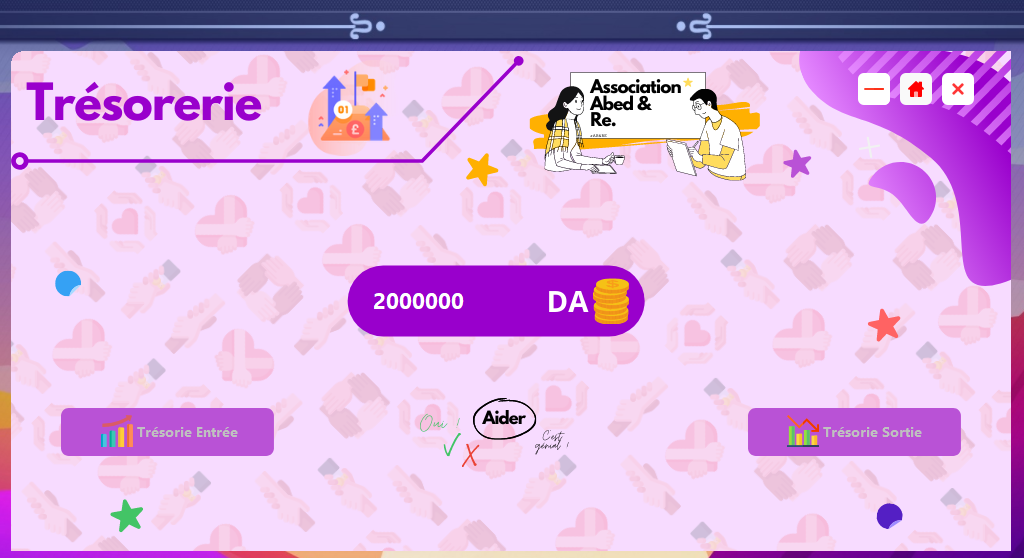 Trésorerie
01
£
Association
Abed &
Re.
2000000
DA
$
Trésorie Entrée
Oui !
Aider
C'est
génial !
Trésorie Sortie